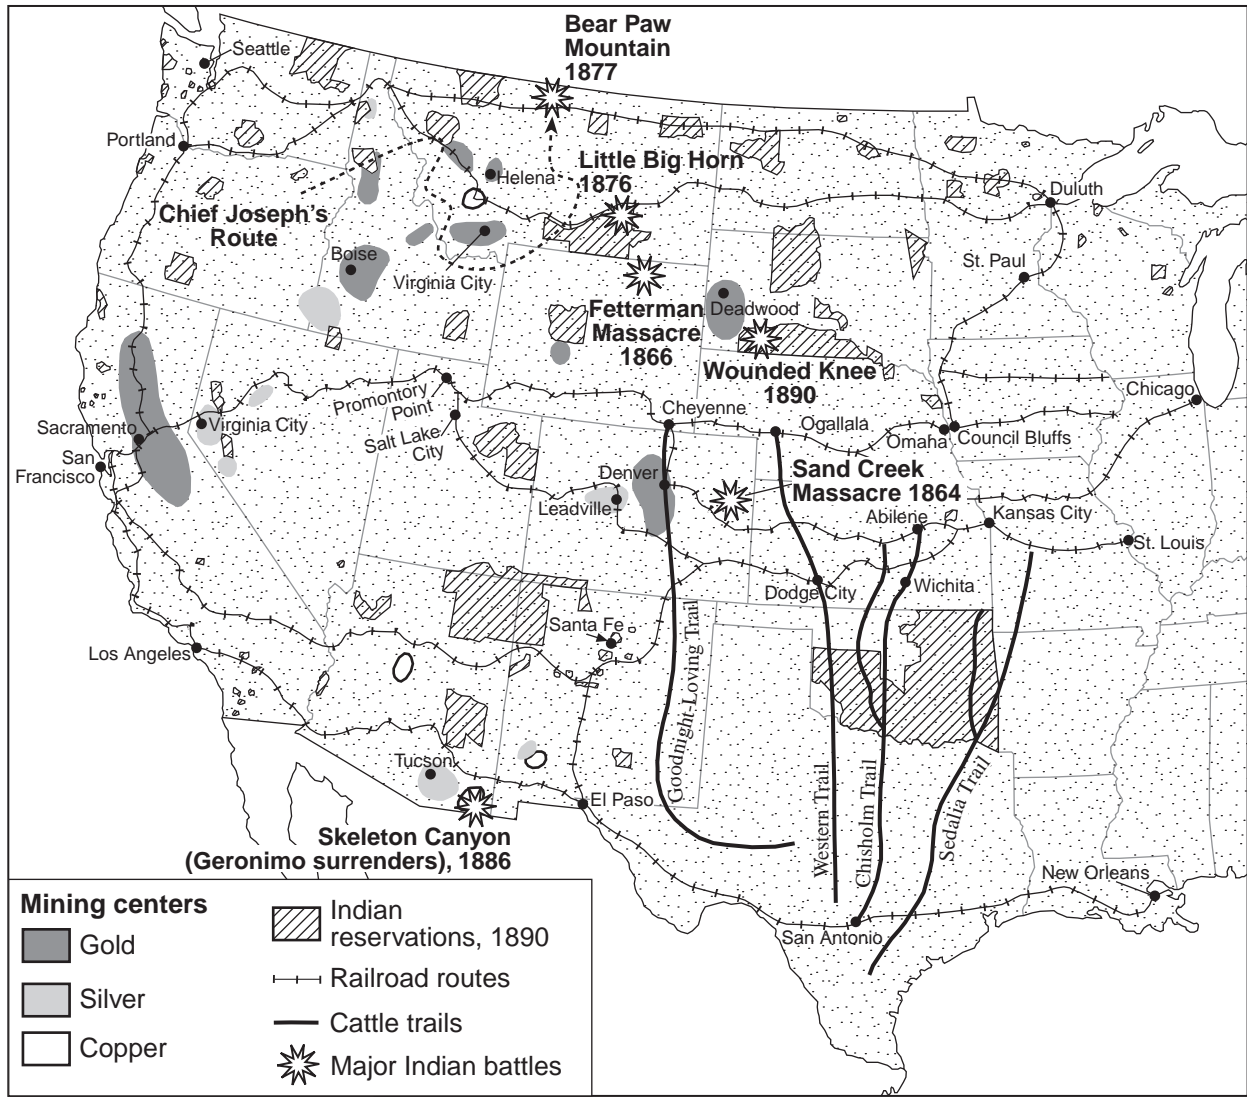 Bear Paw
Mountain
1877
Seattle
Portland
Little Big Horn
1876
Helena
Duluth
Chief Joseph's
Route
Boise
Virginia City
St. Paul
Fetterman
Massacre
1866
Deadwood
Wounded Knee
1890
Promontory
Point
Chicago
Cheyenne
Ogallala
Omaha
Council Bluffs
Sacramento
Virginia City
Salt Lake
City
San
Francisco
Denver
Sand Creek
Massacre 1864
Leadville
Abilene
Kansas City
St. Louis
Dodge City
Wichita
Santa Fe
Los Angeles
Goodnight-Loving Trail
Tucson
El Paso
Western Trail
Chisholm Trail
Sedalia Trail
Skeleton Canyon
(Geronimo surrenders), 1886
New Orleans
San Antonio
Mining centers
Gold
Silver
Copper
Indian
reservations, 1890
Railroad routes
Cattle trails
Major Indian battles